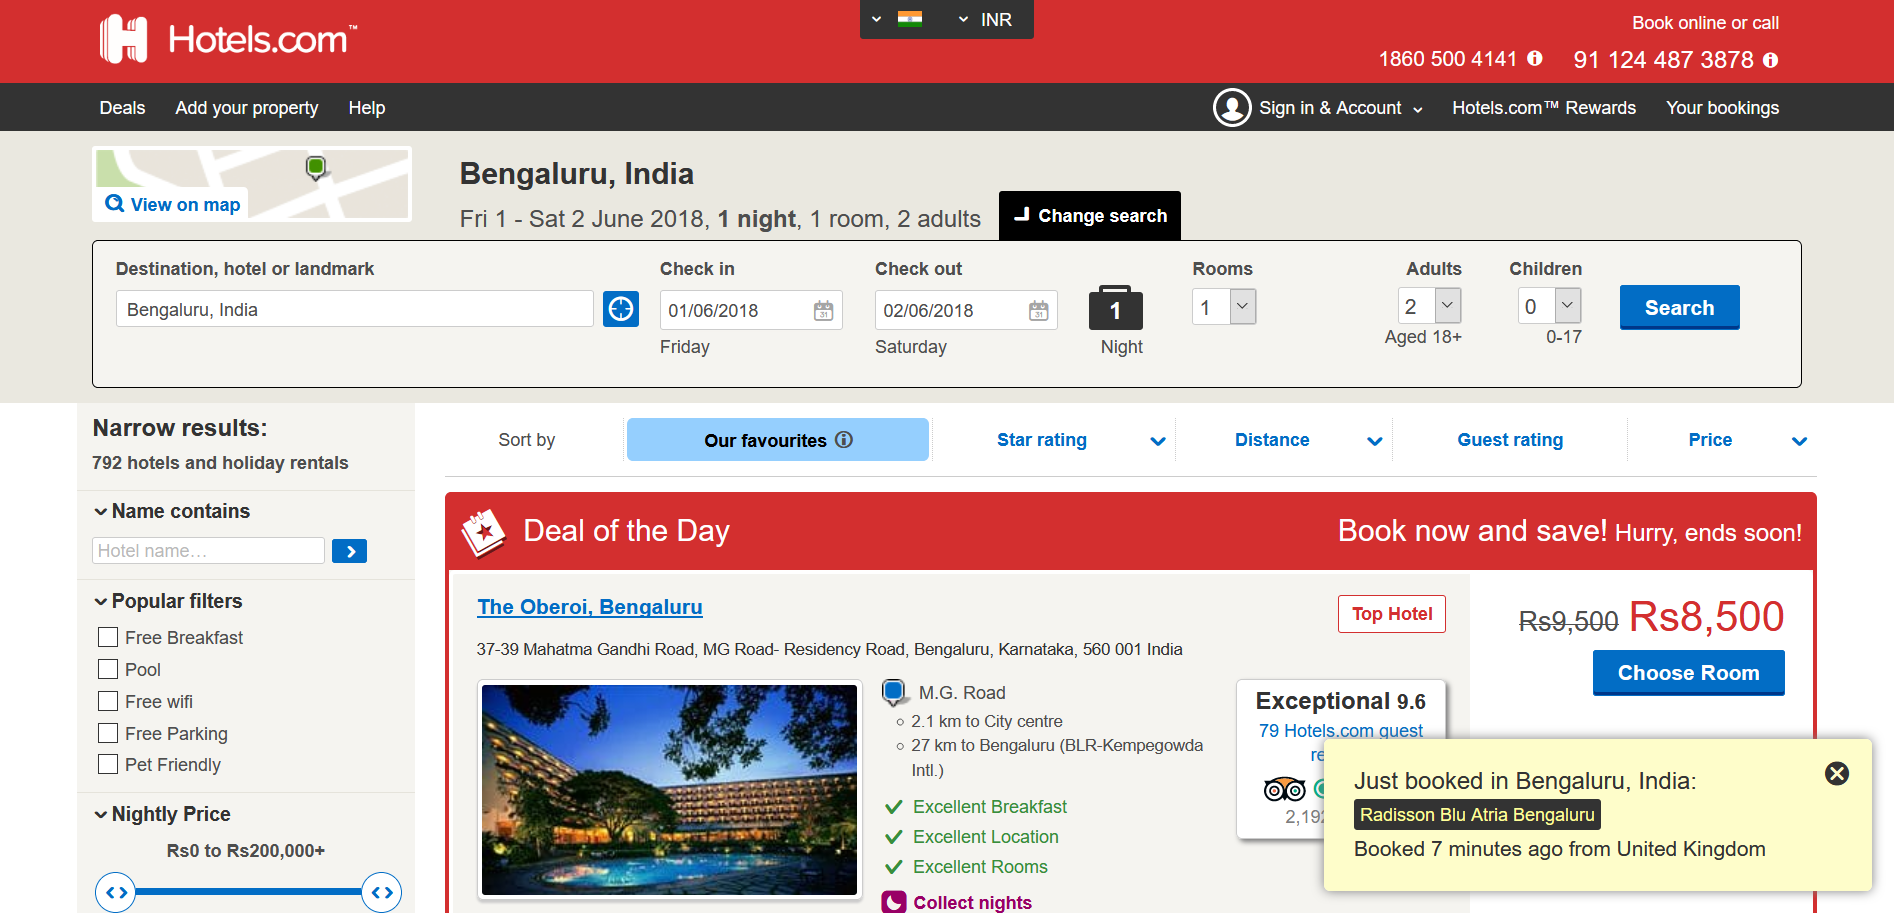 Hotels.com™
INR
Book online or call
1860 500 4141
91 124 487 3878
Deals
Add your property
Help
Sign in & Account
Hotels.com™ Rewards
Your bookings
View on map
Bengaluru, India
Fri 1 - Sat 2 June 2018, 1 night, 1 room, 2 adults
Change search
Destination, hotel or landmark
Check in
Check out
Rooms
Adults
Children
Bengaluru, India
01/06/2018
31
02/06/2018
31
1
1
2
0
Search
Friday
Saturday
Night
Aged 18+
0-17
Narrow results:
792 hotels and holiday rentals
Name contains
Hotel name…
Popular filters
Free Breakfast
Pool
Free wifi
Free Parking
Pet Friendly
Nightly Price
Rs0 to Rs200,000+
Sort by
Our favourites
Star rating
Distance
Guest rating
Price
Deal of the Day
Book now and save! Hurry, ends soon!
The Oberoi, Bengaluru
Top Hotel
37-39 Mahatma Gandhi Road, MG Road- Residency Road, Bengaluru, Karnataka, 560 001 India
Rs9,500 Rs8,500
Choose Room
M.G. Road
2.1 km to City centre
27 km to Bengaluru (BLR-Kempegowda
Intl.)
Excellent Breakfast
Excellent Location
Excellent Rooms
Collect nights
Exceptional 9.6
79 Hotels.com guest
re
2,192
Just booked in Bengaluru, India:
Radisson Blu Atria Bengaluru
Booked 7 minutes ago from United Kingdom